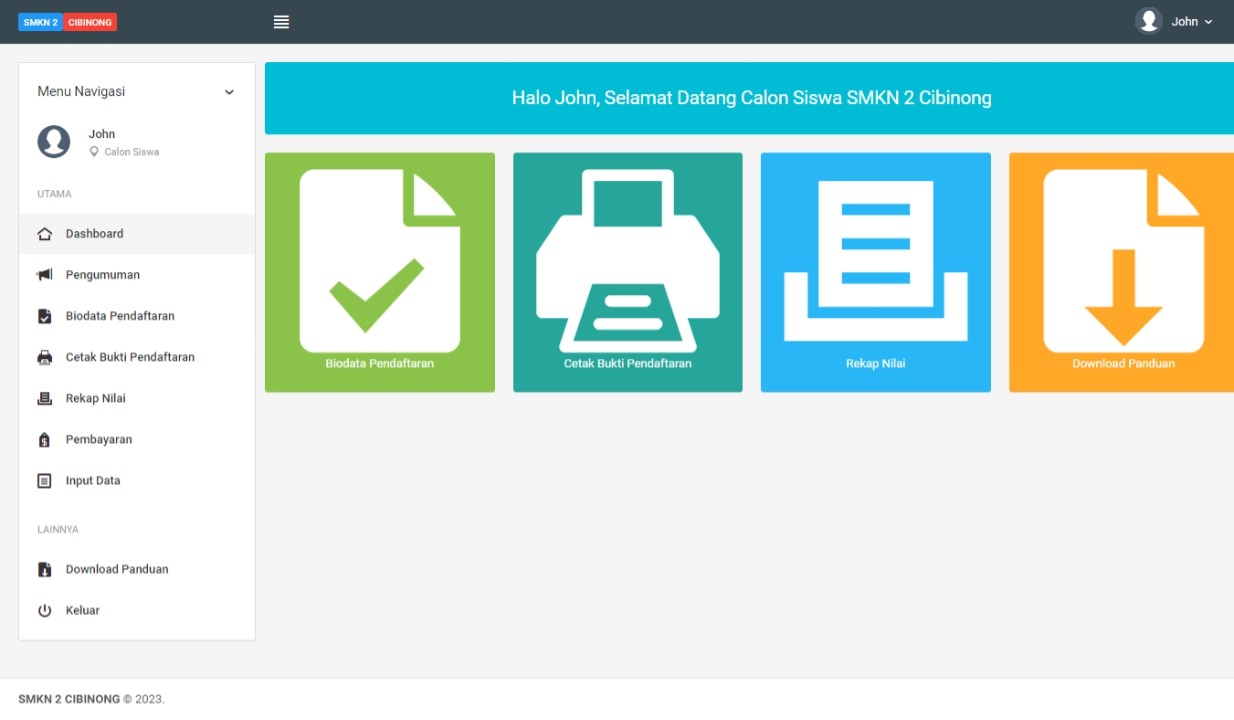 SMKN 2 CIBINONG
John
Menu Navigasi
John
Calon Siswa
UTAMA
Dashboard
Pengumuman
Biodata Pendaftaran
Cetak Bukti Pendaftaran
Rekap Nilai
Pembayaran
Input Data
LAINNYA
Download Panduan
Keluar
Halo John, Selamat Datang Calon Siswa SMKN 2 Cibinong
Biodata Pendaftaran
Cetak Bukti Pendaftaran
Rekap Nilai
Download Panduan
SMKN 2 CIBINONG © 2023.